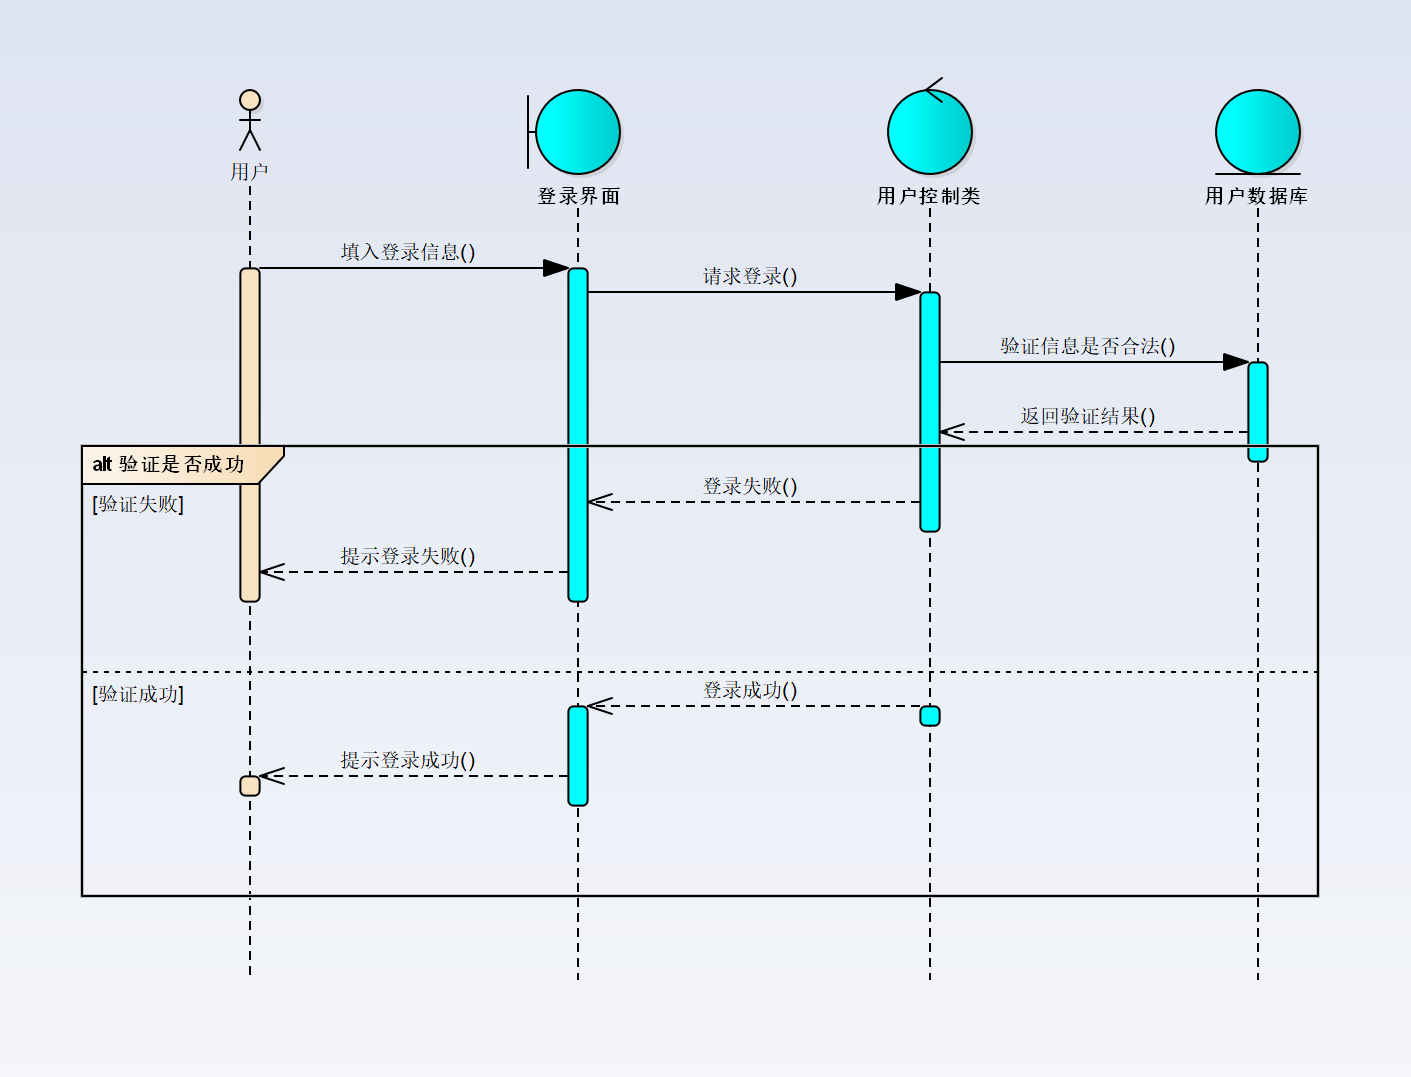 用户
登录界面
用户控制类
用户数据库
填入登录信息()
请求登录()
验证信息是否合法()
返回验证结果()
alt 验证是否成功
[验证失败]
登录失败()
提示登录失败()
[验证成功]
登录成功()
提示登录成功()